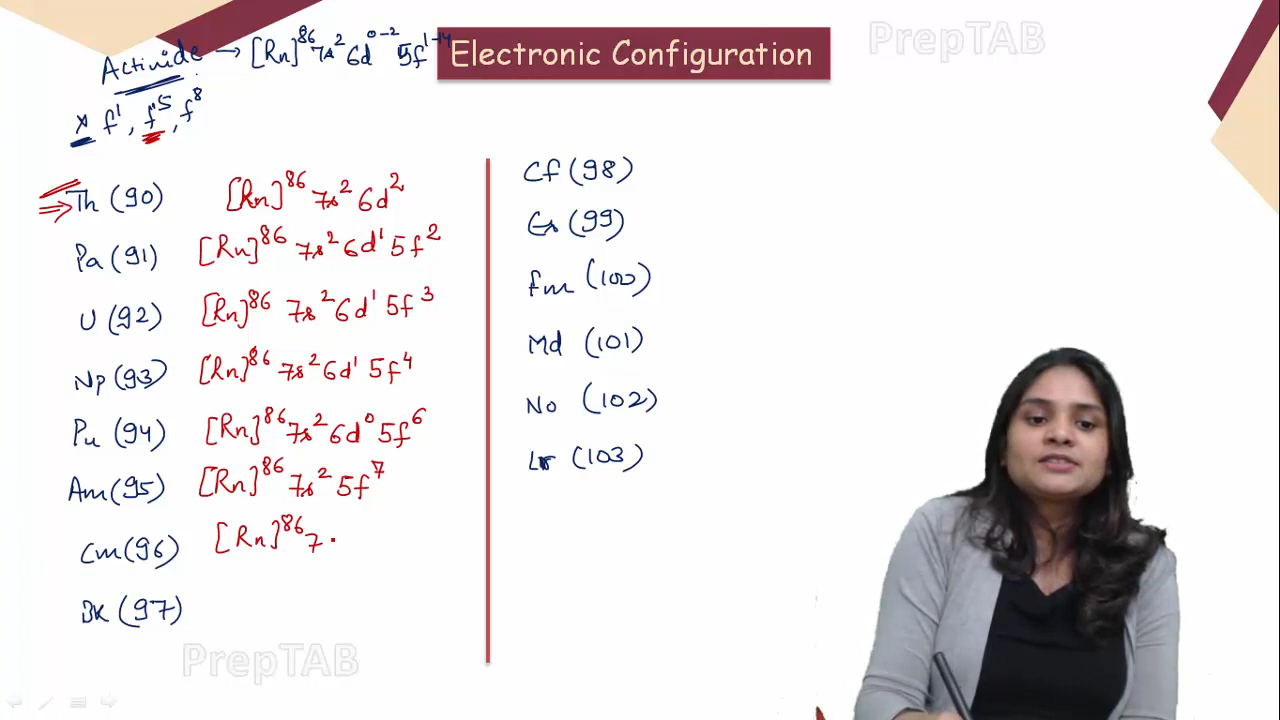 PrepTAB
Electronic Configuration
Actinide → [Rn]⁸⁶ 7s² 6d⁰⁻² 5f¹⁻¹⁴
* f¹, f⁵, f⁸
Th (90) [Rn]⁸⁶ 7s² 6d²
Pa (91) [Rn]⁸⁶ 7s² 6d¹ 5f²
U (92) [Rn]⁸⁶ 7s² 6d¹ 5f³
Np (93) [Rn]⁸⁶ 7s² 6d¹ 5f⁴
Pu (94) [Rn]⁸⁶ 7s² 6d⁰ 5f⁶
Am (95) [Rn]⁸⁶ 7s² 5f⁷
Cm (96) [Rn]⁸⁶ 7
BK (97)
Cf (98)
Es (99)
Fm (100)
Md (101)
No (102)
Lr (103)
PrepTAB